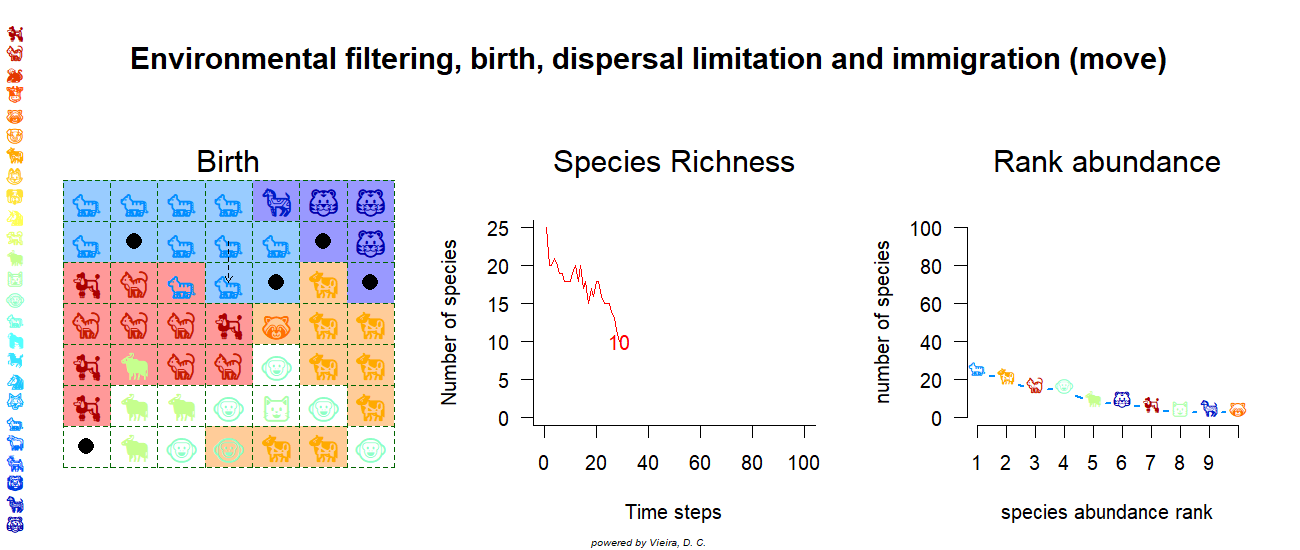 Environmental filtering, birth, dispersal limitation and immigration (move)
Birth
Species Richness
Number of species
25
20
15
10
5
0
10
0 20 40 60 80 100
Time steps
Rank abundance
number of species
100
80
60
40
20
0
1 2 3 4 5 6 7 8 9
species abundance rank
powered by Vieira, D. C.